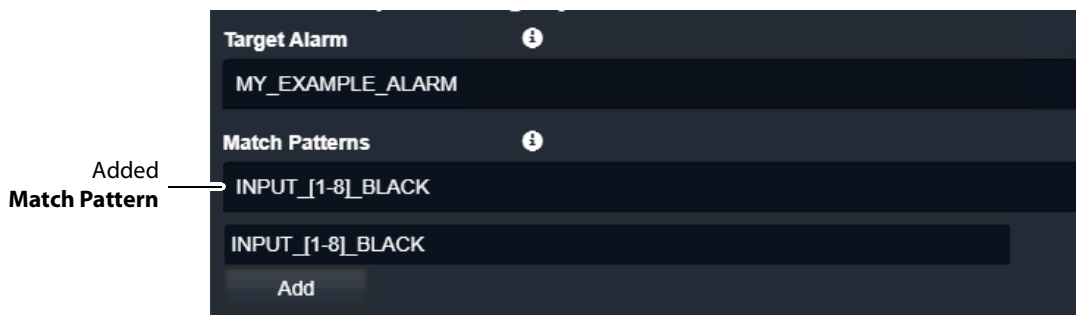 Target Alarm
MY_EXAMPLE_ALARM
Match Patterns
Added
Match Pattern
INPUT_[1-8]_BLACK
INPUT_[1-8]_BLACK
Add